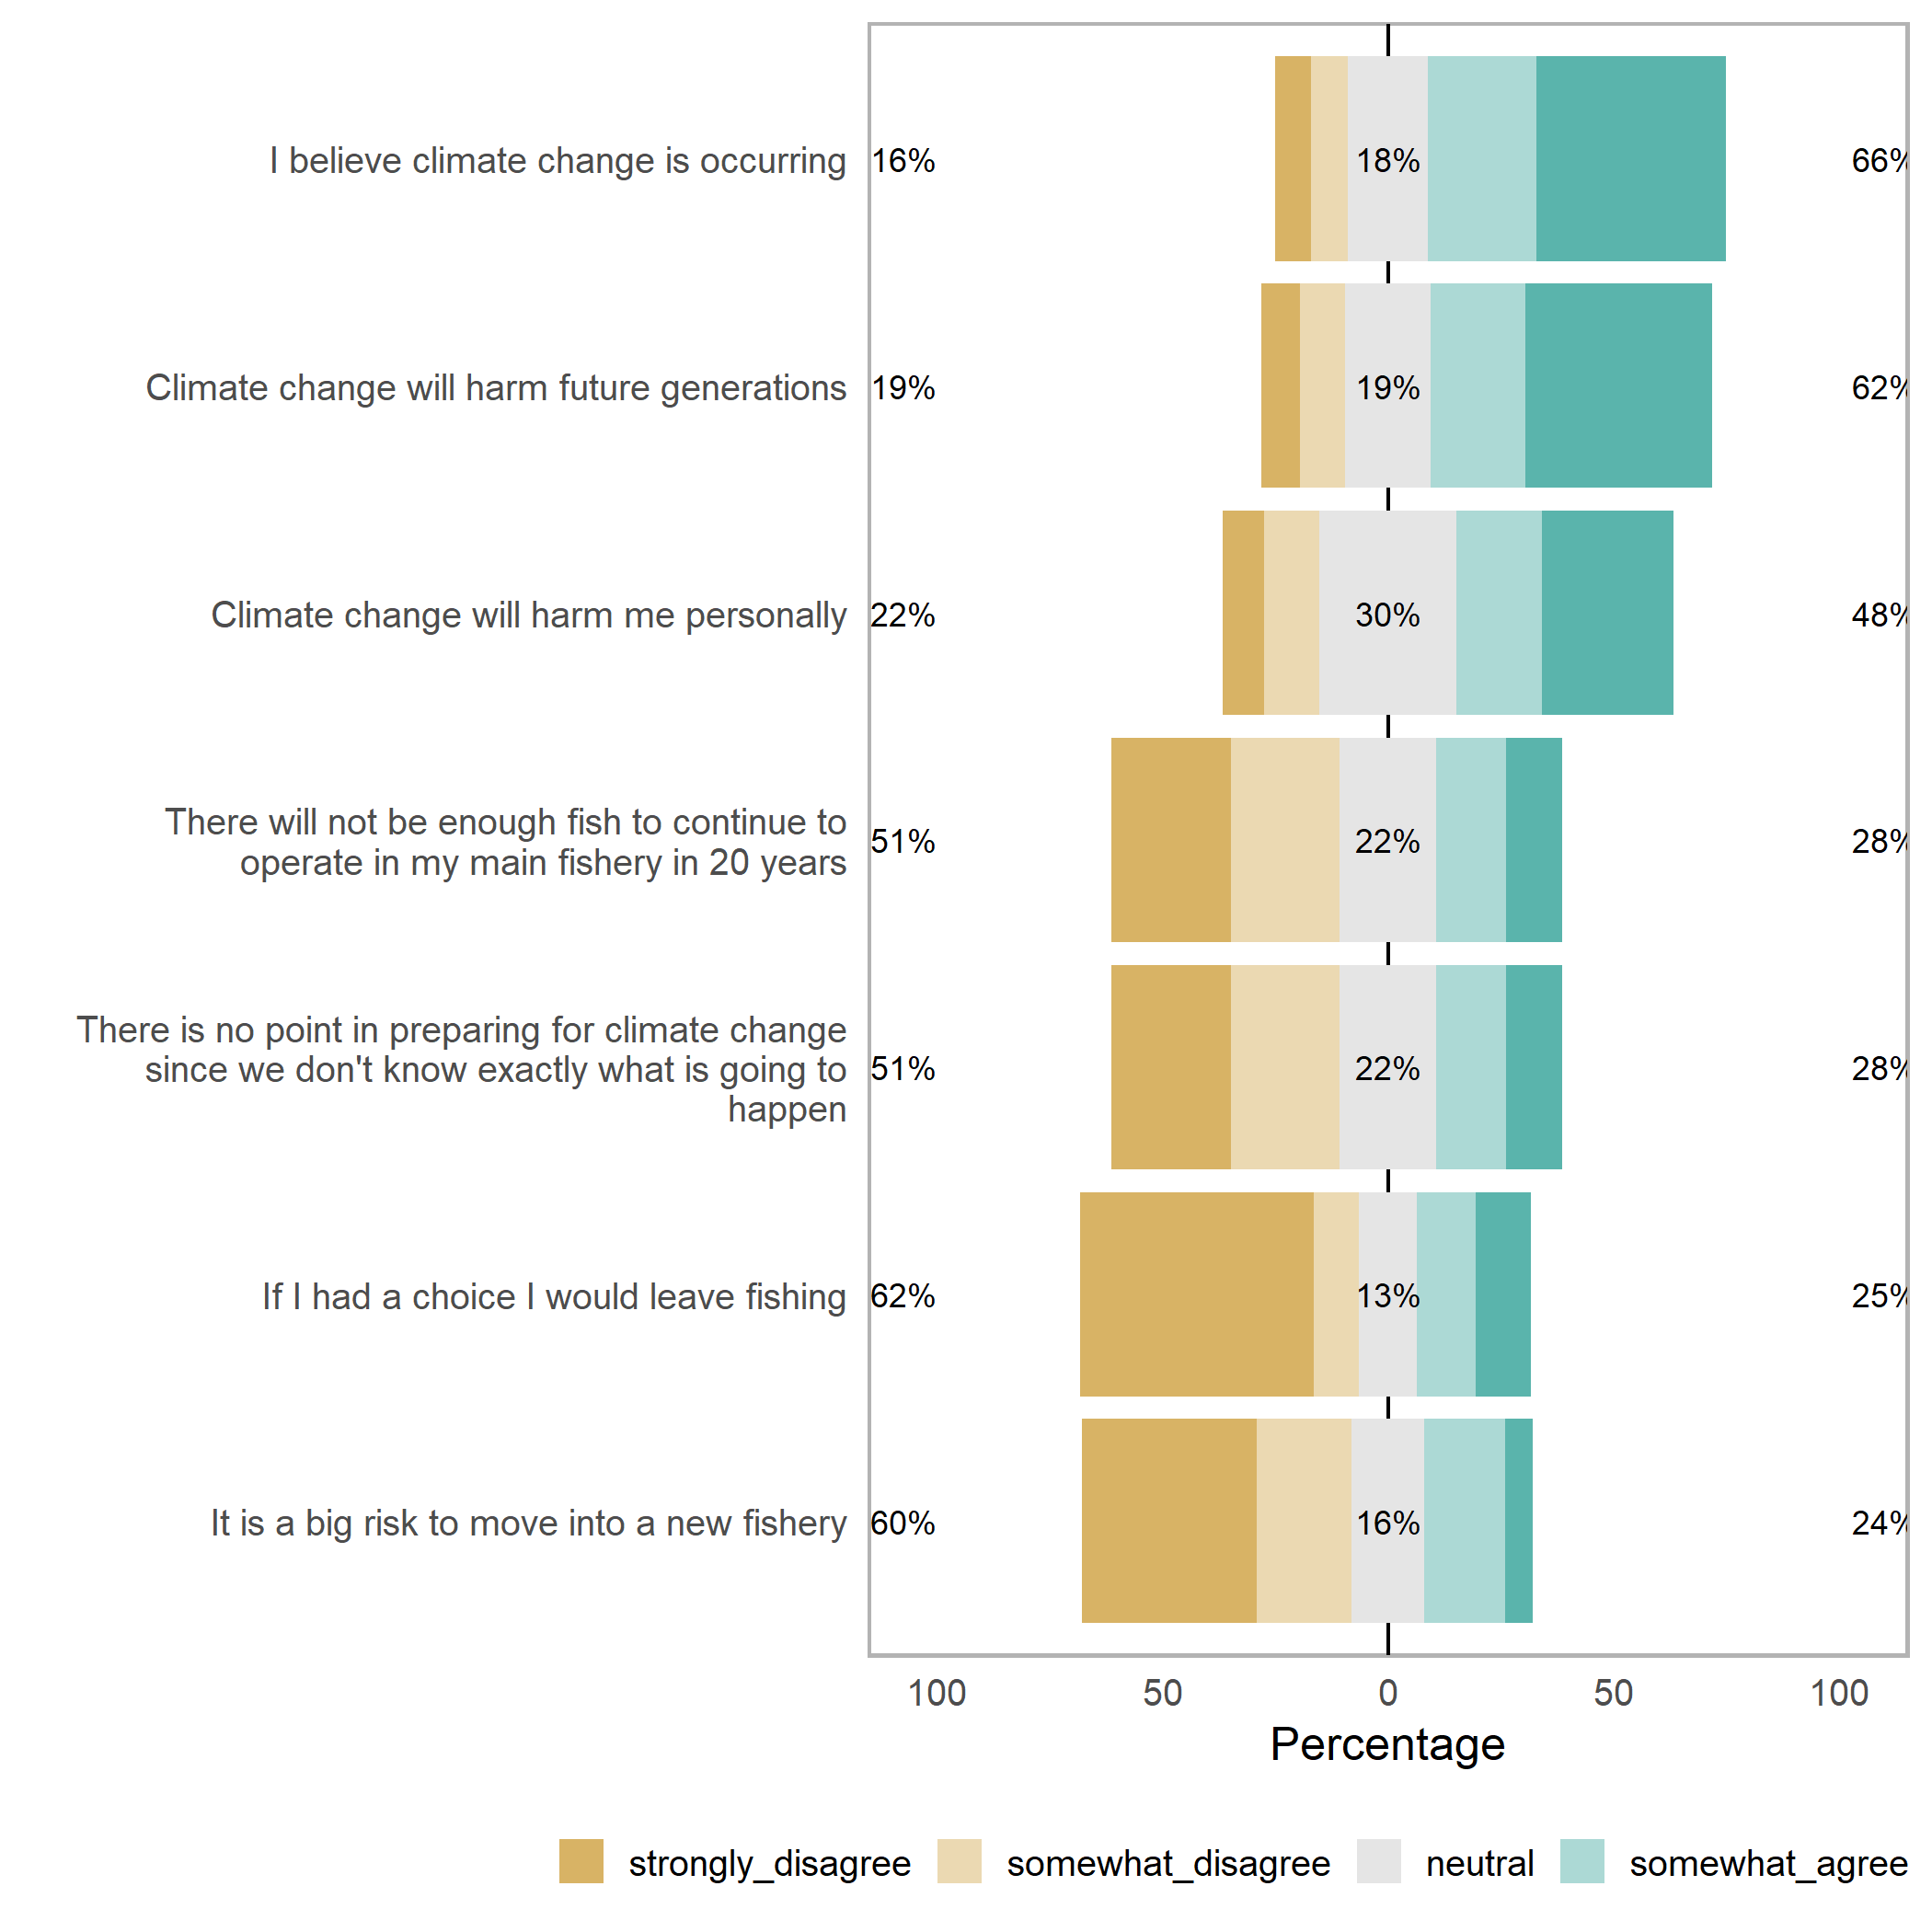 I believe climate change is occurring 16% 18% 66%
Climate change will harm future generations 19% 19% 62%
Climate change will harm me personally 22% 30% 48%
There will not be enough fish to continue to
operate in my main fishery in 20 years 51% 22% 28%
There is no point in preparing for climate change
since we don't know exactly what is going to 51% 22% 28%
happen
If I had a choice I would leave fishing 62% 13% 25%
It is a big risk to move into a new fishery 60% 16% 24%
100 50 0 50 100
Percentage
strongly_disagree somewhat_disagree neutral somewhat_agree